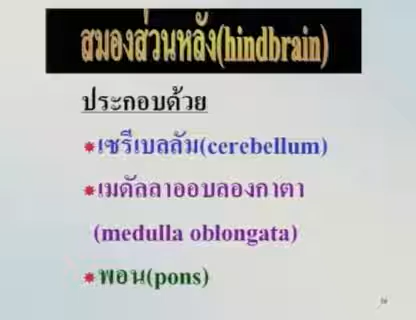 สมองส่วนหลัง(hindbrain)
ประกอบด้วย
*เซรีเบลลัม(cerebellum)
*เมดัลลาออบลองกาตา
(medulla oblongata)
*พอน(pons)